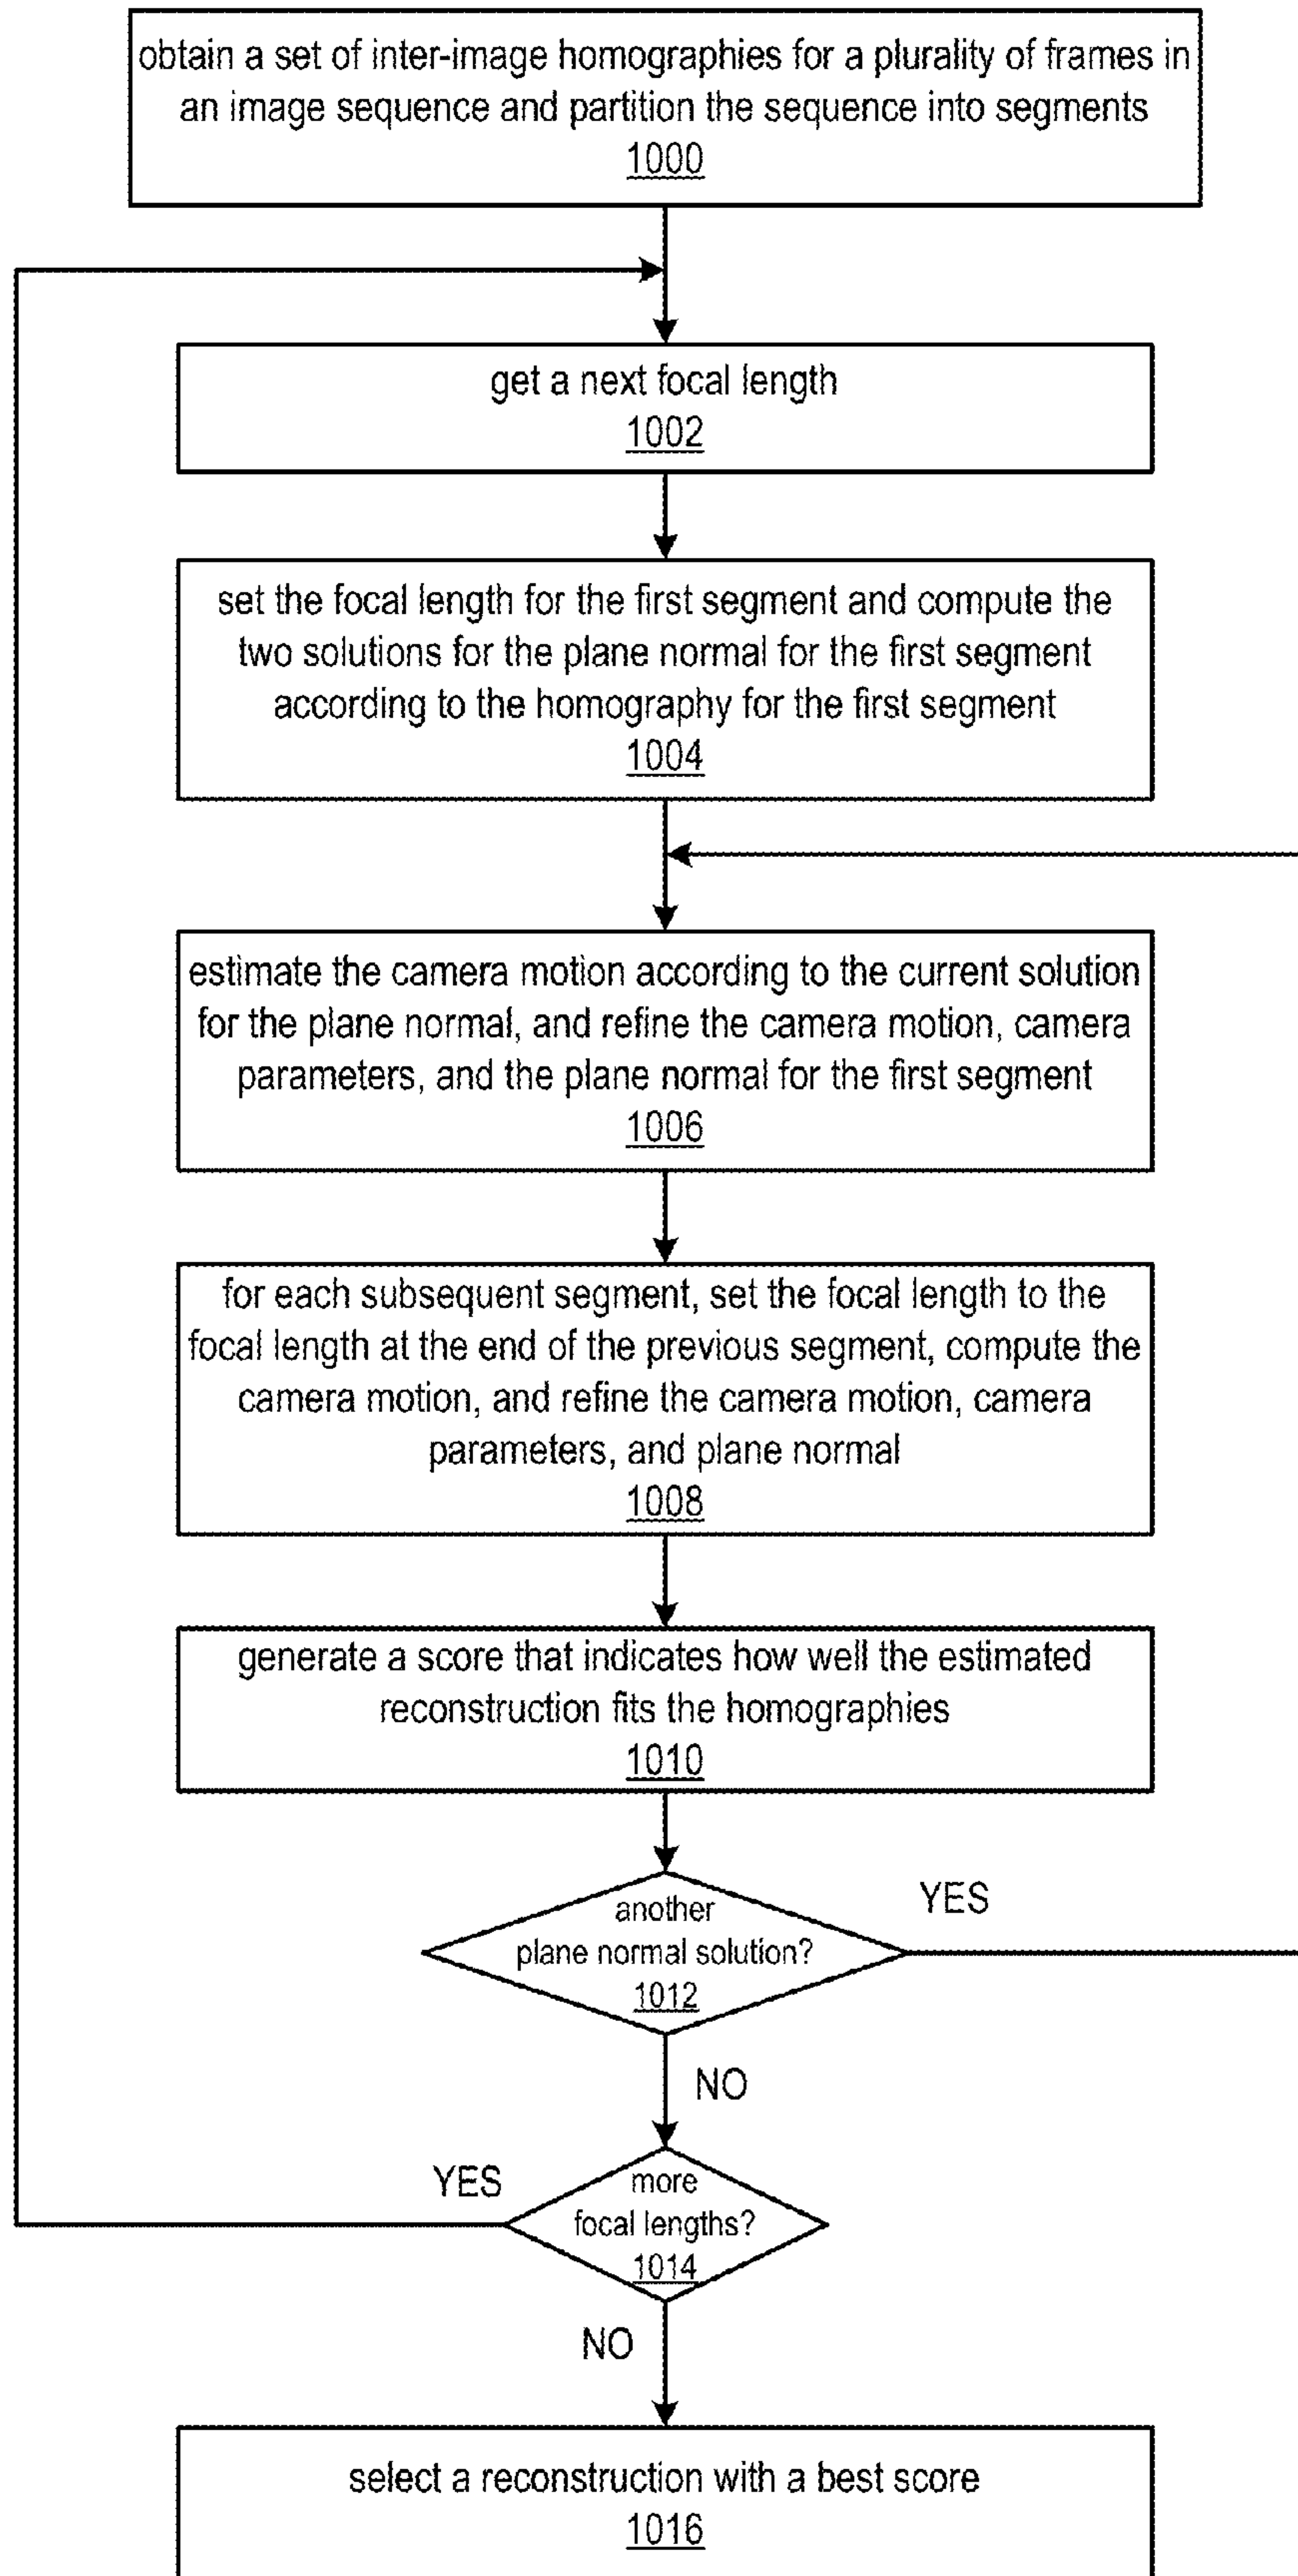 obtain a set of inter-image homographies for a plurality of frames in
an image sequence and partition the sequence into segments
1000
get a next focal length
1002
set the focal length for the first segment and compute the
two solutions for the plane normal for the first segment
according to the homography for the first segment
1004
estimate the camera motion according to the current solution
for the plane normal, and refine the camera motion, camera
parameters, and the plane normal for the first segment
1006
for each subsequent segment, set the focal length to the
focal length at the end of the previous segment, compute the
camera motion, and refine the camera motion, camera
parameters, and plane normal
1008
generate a score that indicates how well the estimated
reconstruction fits the homographies
1010
another
plane normal solution?
1012
YES
NO
more
focal lengths?
1014
YES
NO
select a reconstruction with a best score
1016